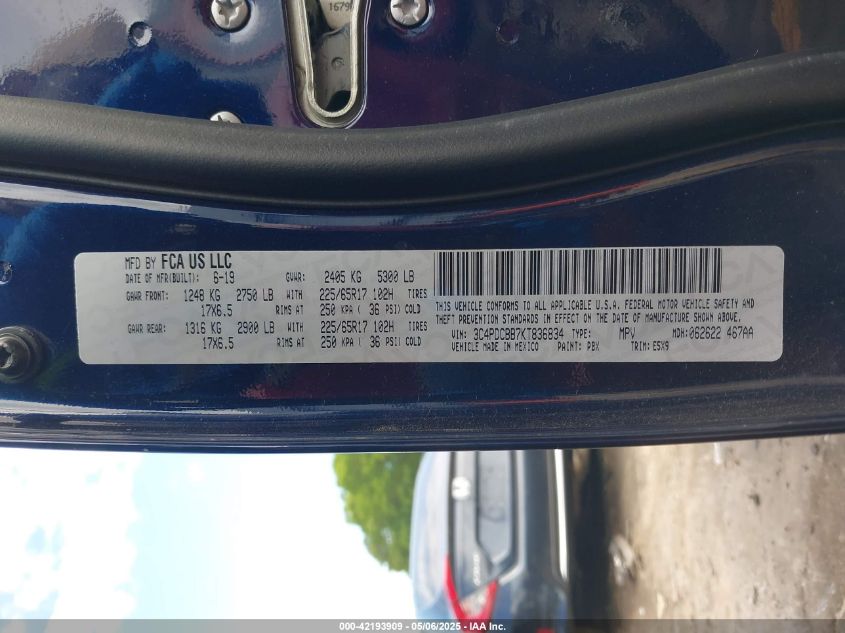 1679
MFD BY FCA US LLC
DATE OF MFR(BUILT): 6-19 GVWR: 2405 KG 5300 LB
GAWR FRONT: 1248 KG 2750 LB WITH 225/65R17 102H TIRES
17X6.5 RIMS AT 250 KPA ( 36 PSI) COLD
GAWR REAR: 1316 KG 2900 LB WITH 225/65R17 102H TIRES
17X6.5 RIMS AT 250 KPA ( 36 PSI) COLD
THIS VEHICLE CONFORMS TO ALL APPLICABLE U.S.A. FEDERAL MOTOR VEHICLE SAFETY AND
THEFT PREVENTION STANDARDS IN EFFECT ON THE DATE OF MANUFACTURE SHOWN ABOVE.
VIN: 3C4PDCBB7KT836834 TYPE: MPV MDH: 062622 467AA
VEHICLE MADE IN MEXICO PAINT: PBX TRIM: E5X9
000-42193909 - 05/06/2025 - IAA Inc.